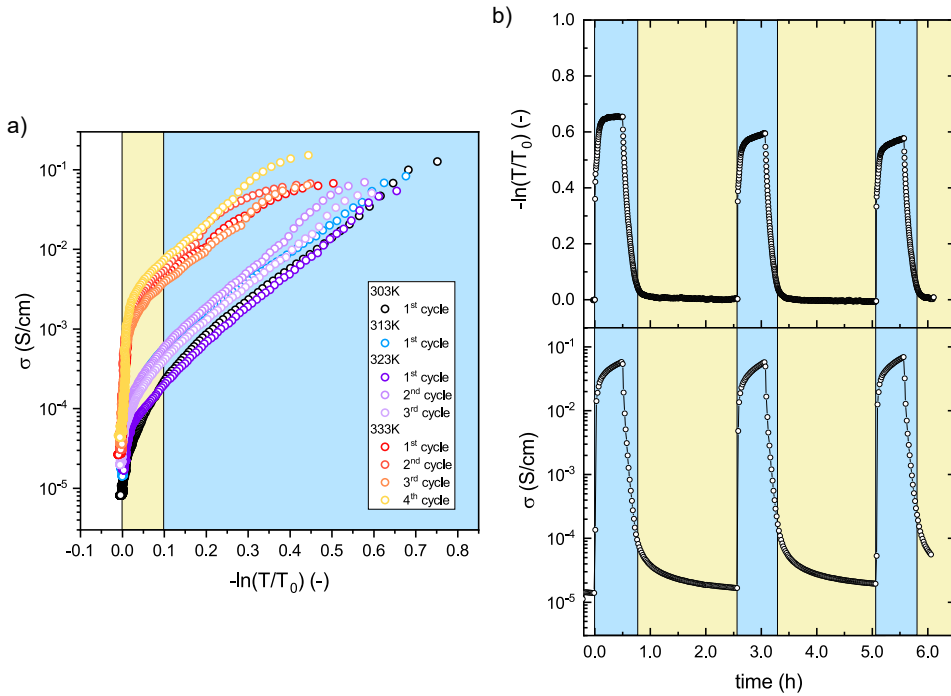 a)
σ (S/cm)
10⁻¹
10⁻²
10⁻³
10⁻⁴
10⁻⁵
-0.1 0.0 0.1 0.2 0.3 0.4 0.5 0.6 0.7 0.8
-ln(T/T₀) (-)
303K
1ˢᵗ cycle
313K
1ˢᵗ cycle
323K
1ˢᵗ cycle
2ⁿᵈ cycle
3ʳᵈ cycle
333K
1ˢᵗ cycle
2ⁿᵈ cycle
3ʳᵈ cycle
4ᵗʰ cycle
b)
-ln(T/T₀) (-)
1.0
0.8
0.6
0.4
0.2
0.0
σ (S/cm)
10⁻¹
10⁻²
10⁻³
10⁻⁴
10⁻⁵
0.0 1.0 2.0 3.0 4.0 5.0 6.0
time (h)